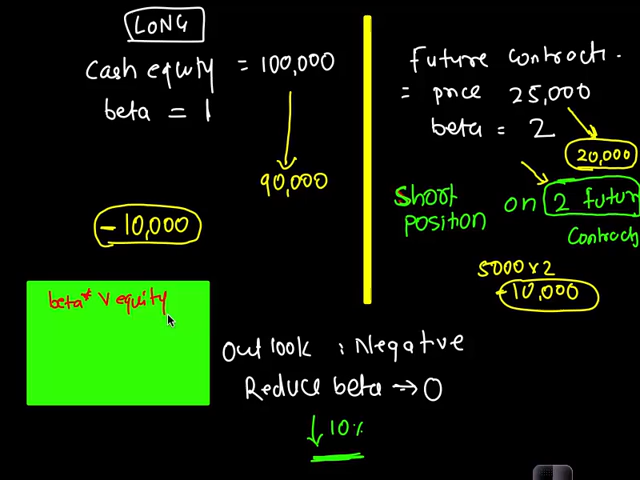 LONG
Cash equity = 100,000
beta = 1
90,000
- 10,000
beta* V equity
Future contract
= price 25,000
beta = 2
20,000
Short position on 2 futur
Contracts
5000 x 2
- 10,000
Outlook : Negative
Reduce beta → 0
↓ 10%